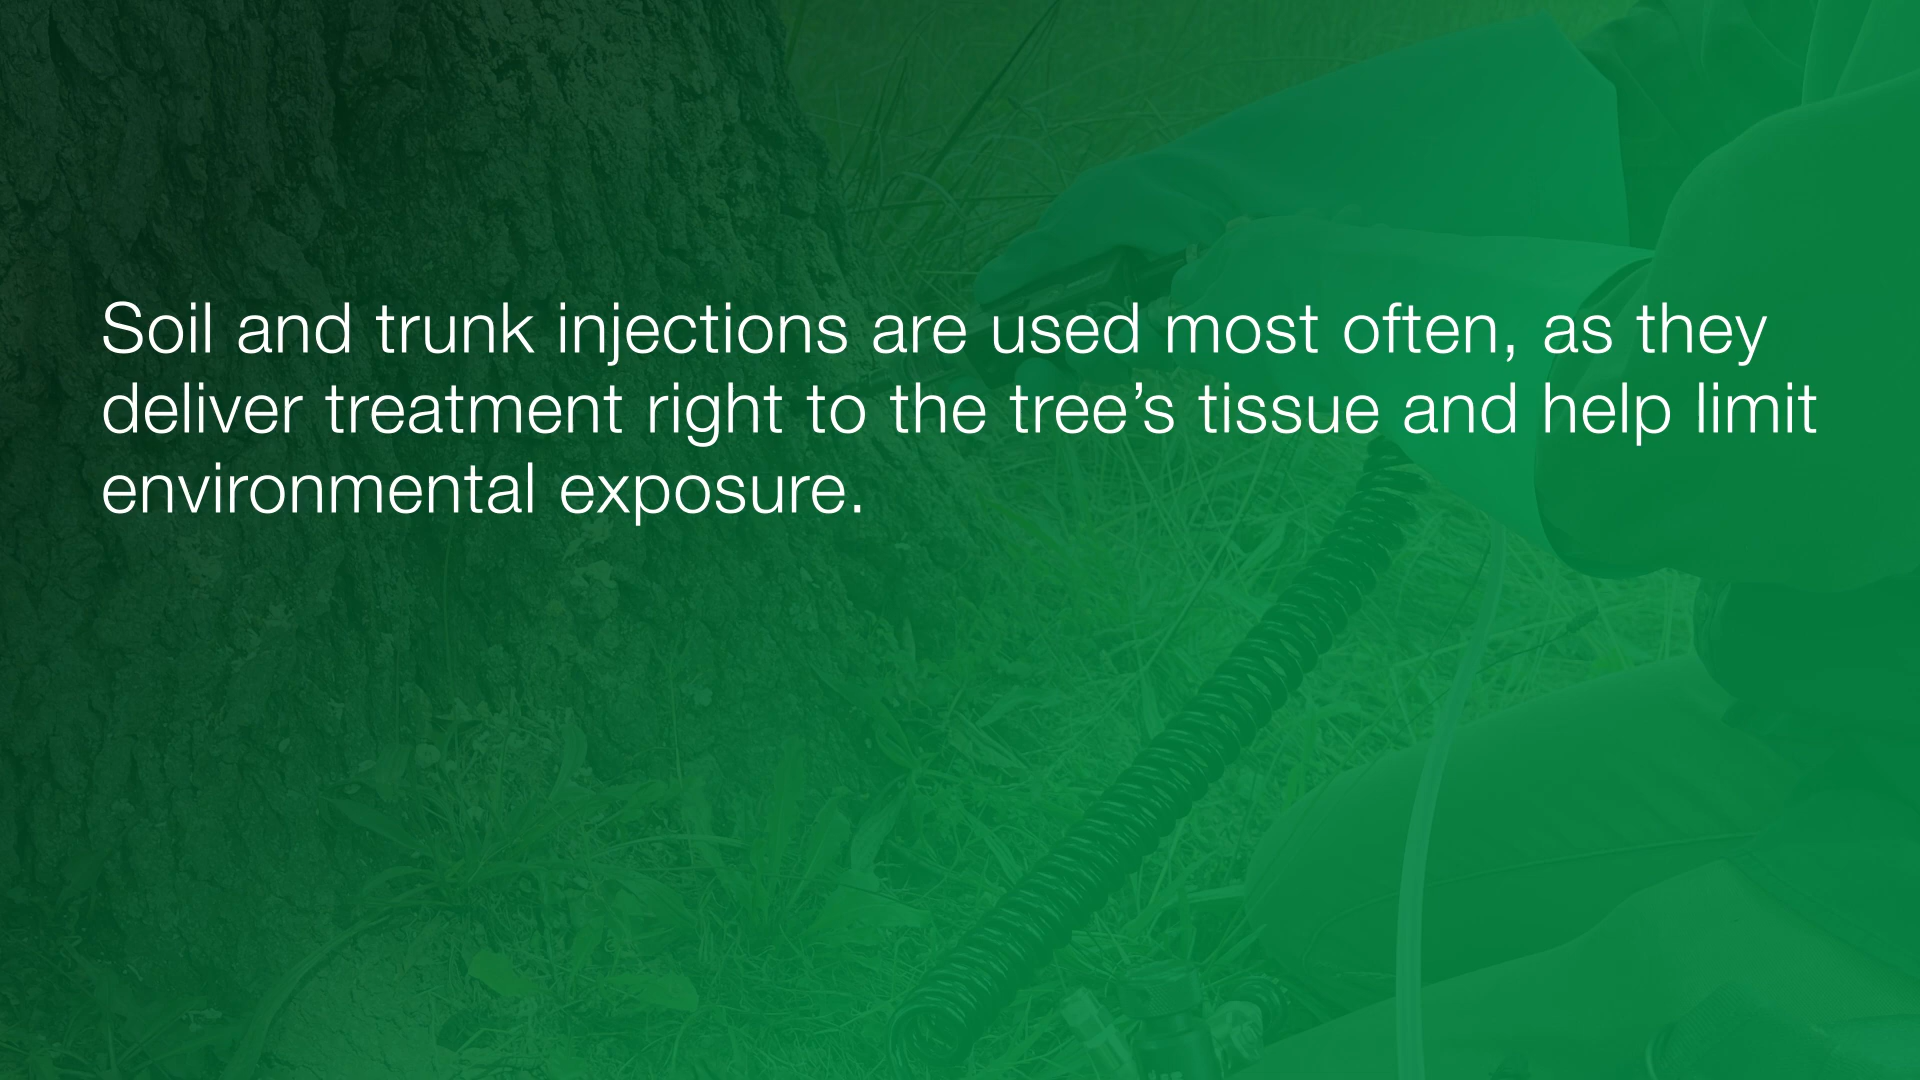 Soil and trunk injections are used most often, as they
deliver treatment right to the tree’s tissue and help limit
environmental exposure.